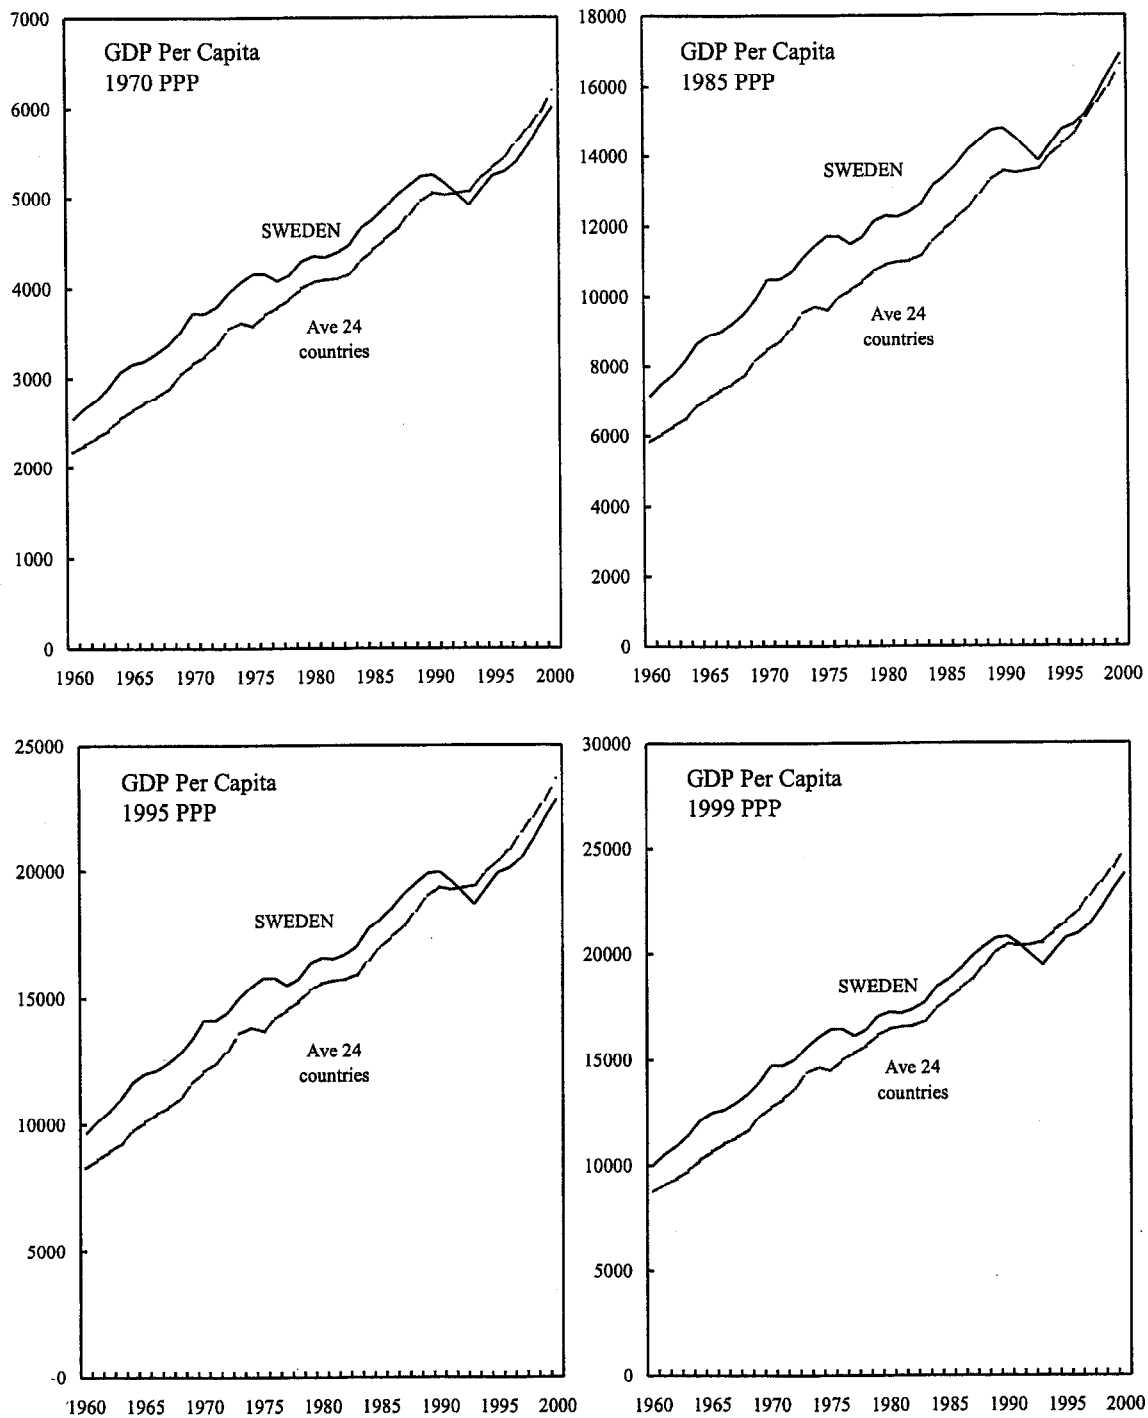 7000
6000
5000
4000
3000
2000
1000
0
GDP Per Capita
1970 PPP
SWEDEN
Ave 24
countries
1960 1965 1970 1975 1980 1985 1990 1995 2000
18000
16000
14000
12000
10000
8000
6000
4000
2000
0
GDP Per Capita
1985 PPP
SWEDEN
Ave 24
countries
1960 1965 1970 1975 1980 1985 1990 1995 2000
25000
20000
15000
10000
5000
-0
GDP Per Capita
1995 PPP
SWEDEN
Ave 24
countries
1960 1965 1970 1975 1980 1985 1990 1995 2000
30000
25000
20000
15000
10000
5000
0
GDP Per Capita
1999 PPP
SWEDEN
Ave 24
countries
1960 1965 1970 1975 1980 1985 1990 1995 2000